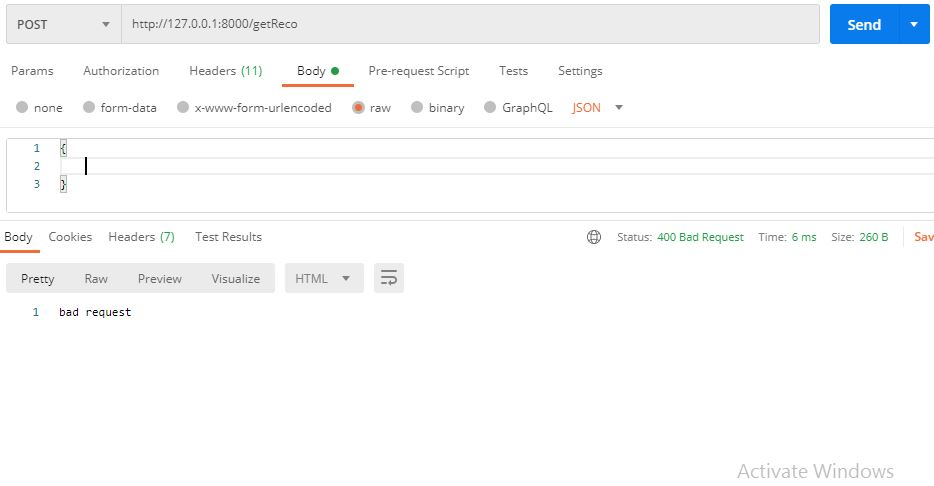 POST http://127.0.0.1:8000/getReco Send
Params Authorization Headers (11) Body Pre-request Script Tests Settings
none form-data x-www-form-urlencoded raw binary GraphQL JSON
1 {
2
3 }
Body Cookies Headers (7) Test Results Status: 400 Bad Request Time: 6 ms Size: 260 B Sav
Pretty Raw Preview Visualize HTML
1 bad request
Activate Windows